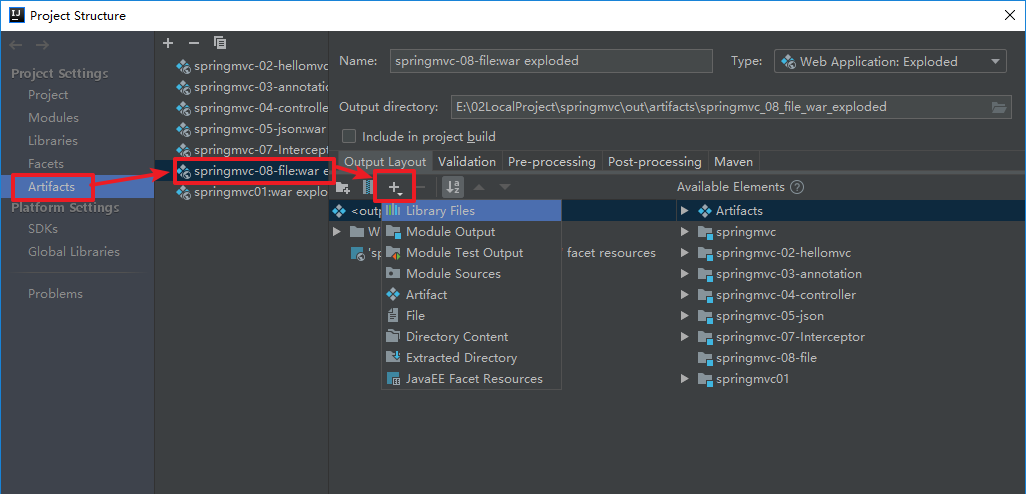 Project Structure
Project Settings
Project
Modules
Libraries
Facets
Artifacts
Platform Settings
SDKs
Global Libraries
Problems
springmvc-02-hellomvc
springmvc-03-annotation
springmvc-04-controller
springmvc-05-json:war
springmvc-07-Intercept
springmvc-08-file:war e
springmvc01:war explo
Name: springmvc-08-file:war exploded Type: Web Application: Exploded
Output directory: E:\02LocalProject\springmvc\out\artifacts\springmvc_08_file_war_exploded
Include in project build
Output Layout Validation Pre-processing Post-processing Maven
Available Elements ?
<outp
W
'sp facet resources
Library Files
Module Output
Module Test Output
Module Sources
Artifact
File
Directory Content
Extracted Directory
JavaEE Facet Resources
Artifacts
springmvc
springmvc-02-hellomvc
springmvc-03-annotation
springmvc-04-controller
springmvc-05-json
springmvc-07-Interceptor
springmvc-08-file
springmvc01